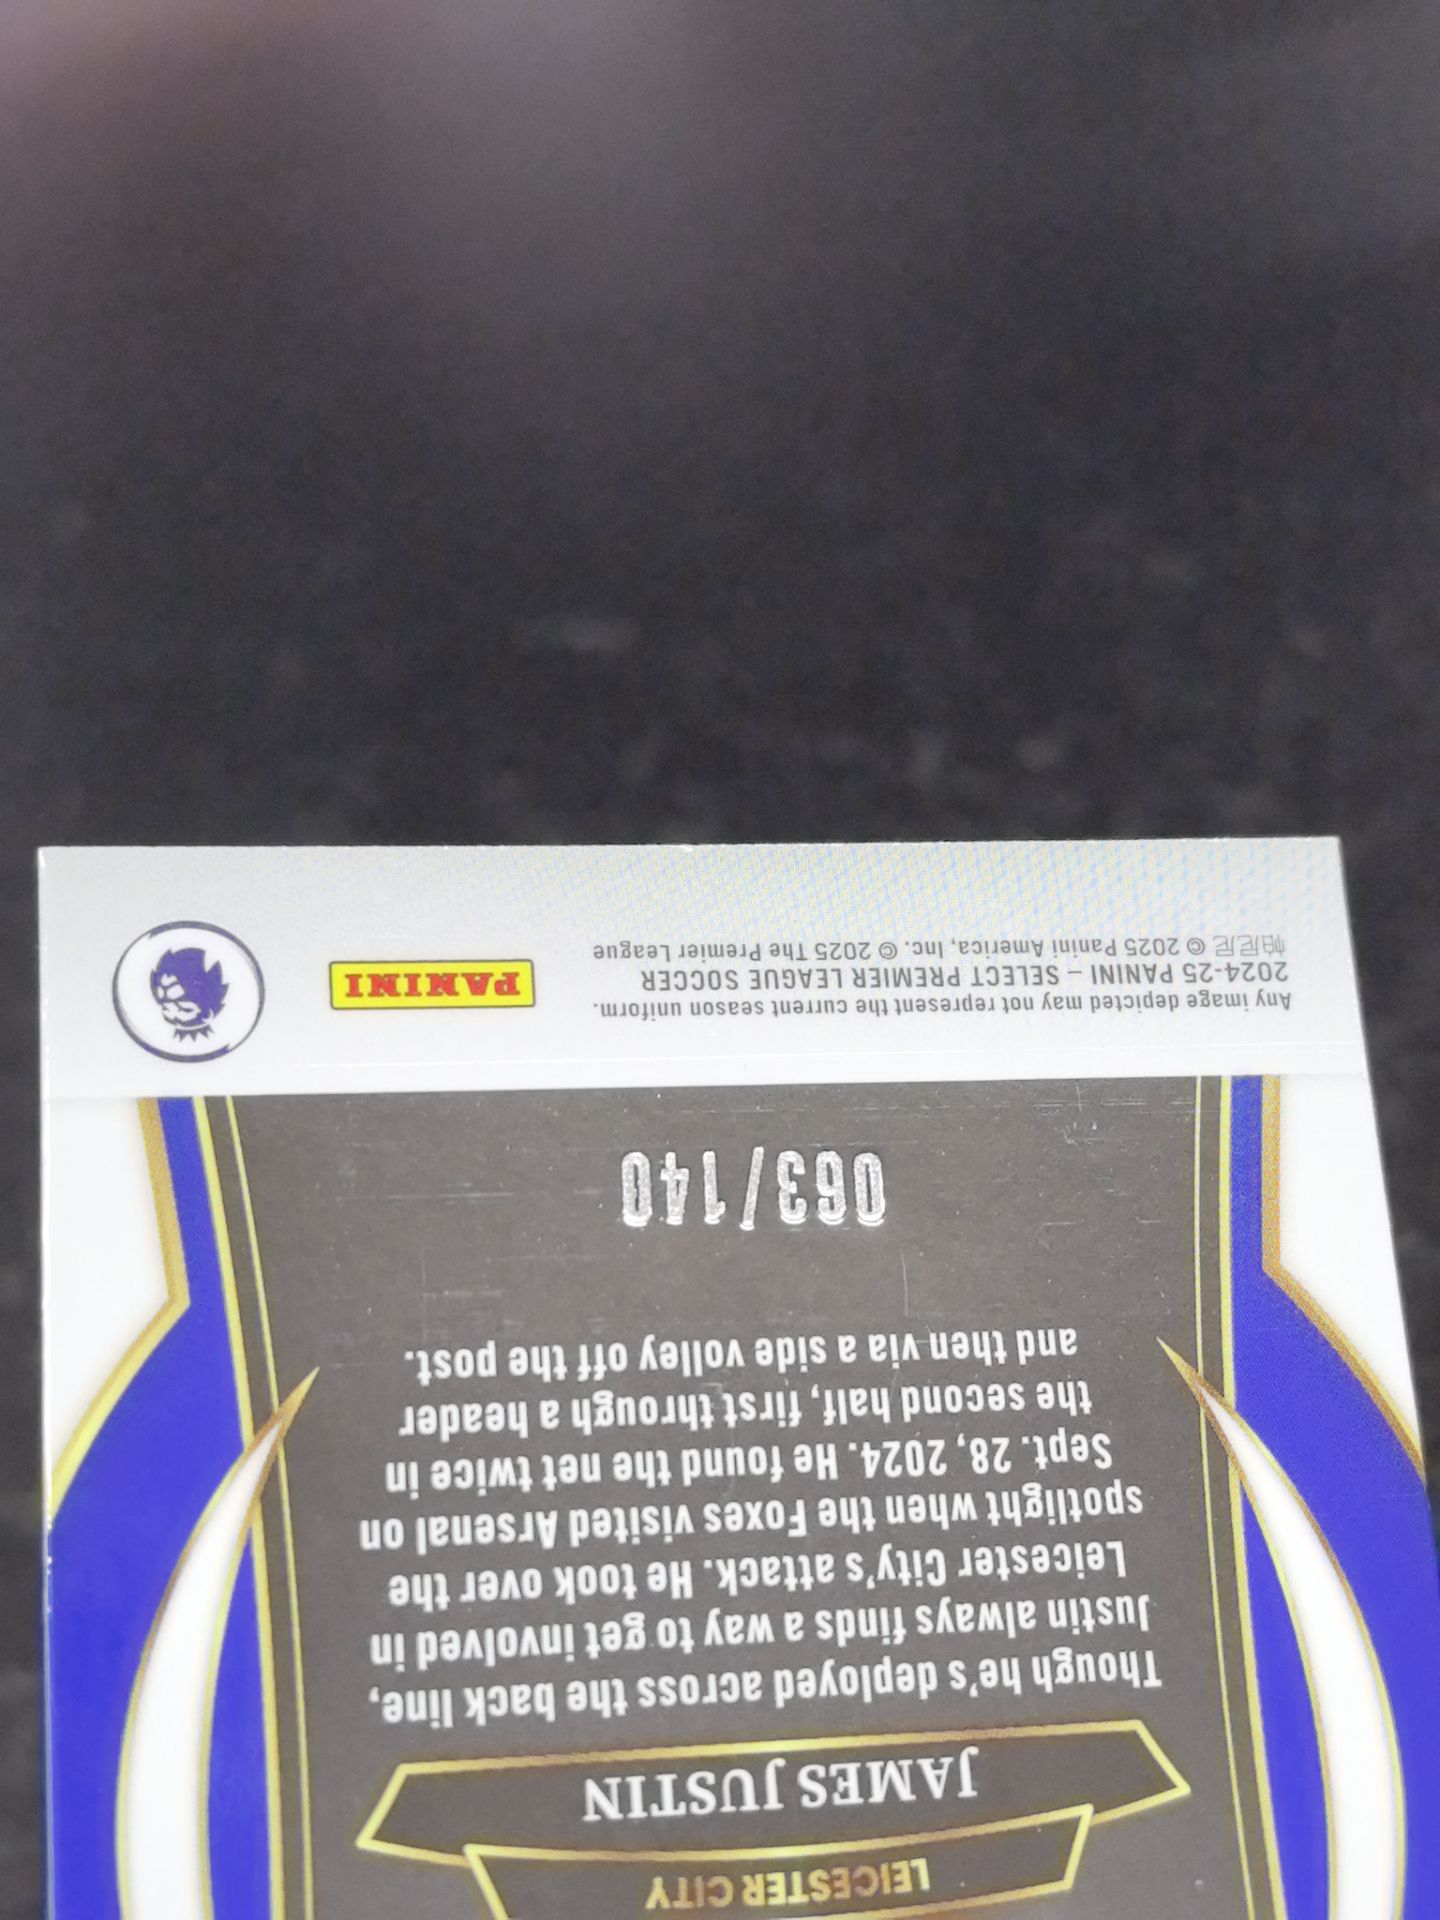 LEICESTER CITY
JAMES JUSTIN
Though he's deployed across the back line,
Justin always finds a way to get involved in
Leicester City's attack. He took over the
spotlight when the Foxes visited Arsenal on
Sept. 28, 2024. He found the net twice in
the second half, first through a header
and then via a side volley off the post.
063/140
Any image depicted may not represent the current season uniform.
2024-25 PANINI – SELECT PREMIER LEAGUE SOCCER
帕尼尼 © 2025 Panini America, Inc. © 2025 The Premier League
PANINI